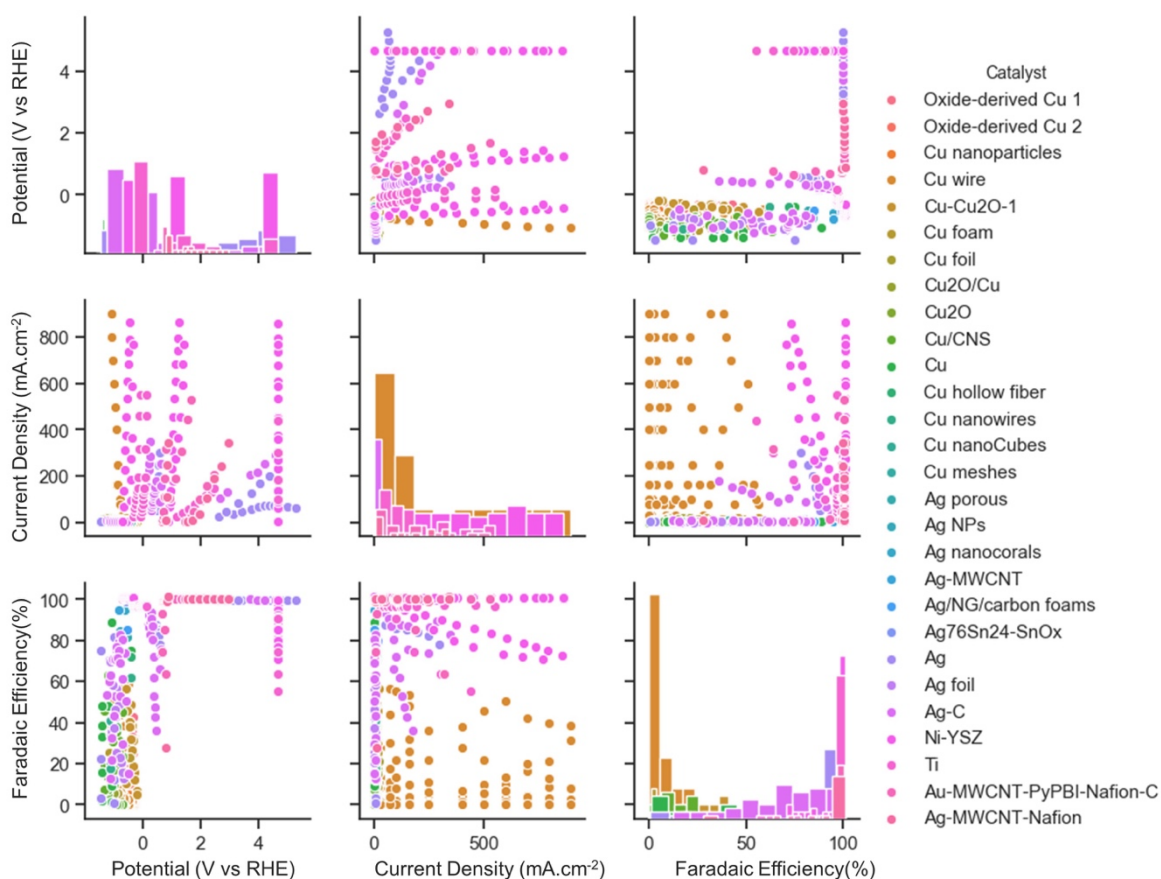 Potential (V vs RHE)
4
2
0
Catalyst
Oxide-derived Cu 1
Oxide-derived Cu 2
Cu nanoparticles
Cu wire
Cu-Cu2O-1
Cu foam
Cu foil
Cu2O/Cu
Cu2O
Cu/CNS
Cu
Cu hollow fiber
Cu nanowires
Cu nanoCubes
Cu meshes
Ag porous
Ag NPs
Ag nanocorals
Ag-MWCNT
Ag/NG/carbon foams
Ag76Sn24-SnOx
Ag
Ag foil
Ag-C
Ni-YSZ
Ti
Au-MWCNT-PyPBI-Nafion-C
Ag-MWCNT-Nafion
Current Density (mA.cm⁻²)
800
600
400
200
0
Faradaic Efficiency(%)
100
80
60
40
20
0
0 2 4
0 500
0 50 100
Potential (V vs RHE) Current Density (mA.cm⁻²) Faradaic Efficiency(%)